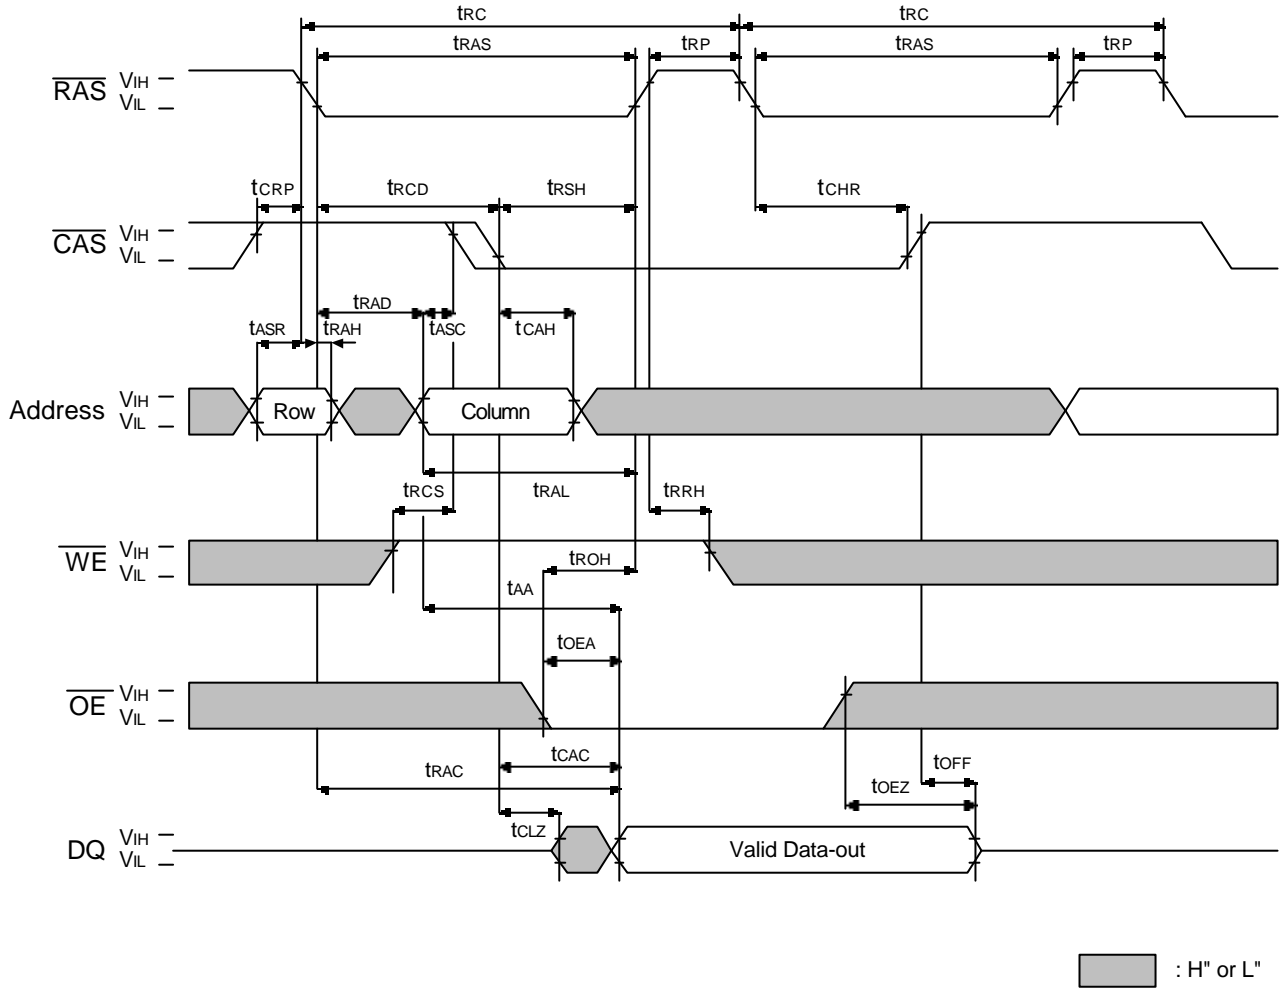 tRC tRC
tRAS tRP tRAS tRP
RAS VIH
VIL
tCRP tRCD tRSH tCHR
CAS VIH
VIL
tRAD
tASR tRAH tASC tCAH
Address VIH
VIL
Row Column
tRCS tRAL tRRH
WE VIH
VIL
tROH
tAA
tOEA
OE VIH
VIL
tCAC tOFF
tRAC tOEZ
tCLZ
DQ VIH
VIL
Valid Data-out
: H" or L"